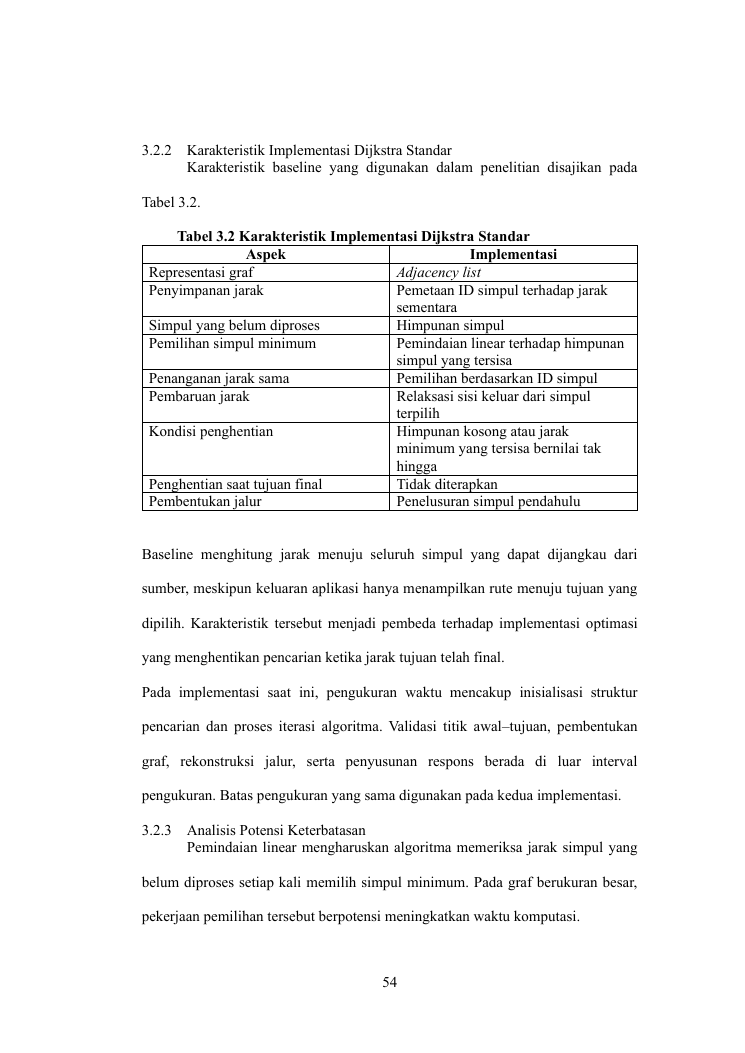 3.2.2 Karakteristik Implementasi Dijkstra Standar
Karakteristik baseline yang digunakan dalam penelitian disajikan pada
Tabel 3.2.
Tabel 3.2 Karakteristik Implementasi Dijkstra Standar
Aspek Implementasi
Representasi graf Adjacency list
Penyimpanan jarak Pemetaan ID simpul terhadap jarak
sementara
Simpul yang belum diproses Himpunan simpul
Pemilihan simpul minimum Pemindaian linear terhadap himpunan
simpul yang tersisa
Penanganan jarak sama Pemilihan berdasarkan ID simpul
Pembaruan jarak Relaksasi sisi keluar dari simpul
terpilih
Kondisi penghentian Himpunan kosong atau jarak
minimum yang tersisa bernilai tak
hingga
Penghentian saat tujuan final Tidak diterapkan
Pembentukan jalur Penelusuran simpul pendahulu
Baseline menghitung jarak menuju seluruh simpul yang dapat dijangkau dari
sumber, meskipun keluaran aplikasi hanya menampilkan rute menuju tujuan yang
dipilih. Karakteristik tersebut menjadi pembeda terhadap implementasi optimasi
yang menghentikan pencarian ketika jarak tujuan telah final.
Pada implementasi saat ini, pengukuran waktu mencakup inisialisasi struktur
pencarian dan proses iterasi algoritma. Validasi titik awal–tujuan, pembentukan
graf, rekonstruksi jalur, serta penyusunan respons berada di luar interval
pengukuran. Batas pengukuran yang sama digunakan pada kedua implementasi.
3.2.3 Analisis Potensi Keterbatasan
Pemindaian linear mengharuskan algoritma memeriksa jarak simpul yang
belum diproses setiap kali memilih simpul minimum. Pada graf berukuran besar,
pekerjaan pemilihan tersebut berpotensi meningkatkan waktu komputasi.
54